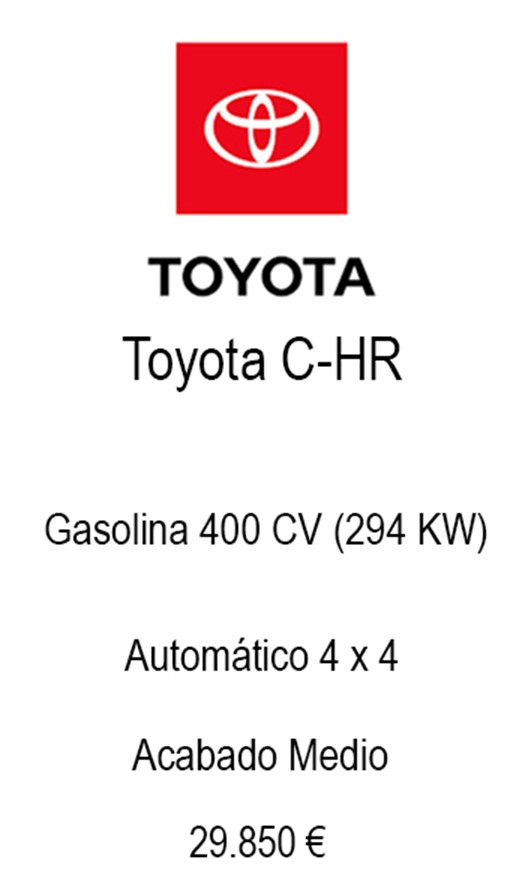 TOYOTA
Toyota C-HR
Gasolina 400 CV (294 KW)
Automático 4 x 4
Acabado Medio
29.850 €